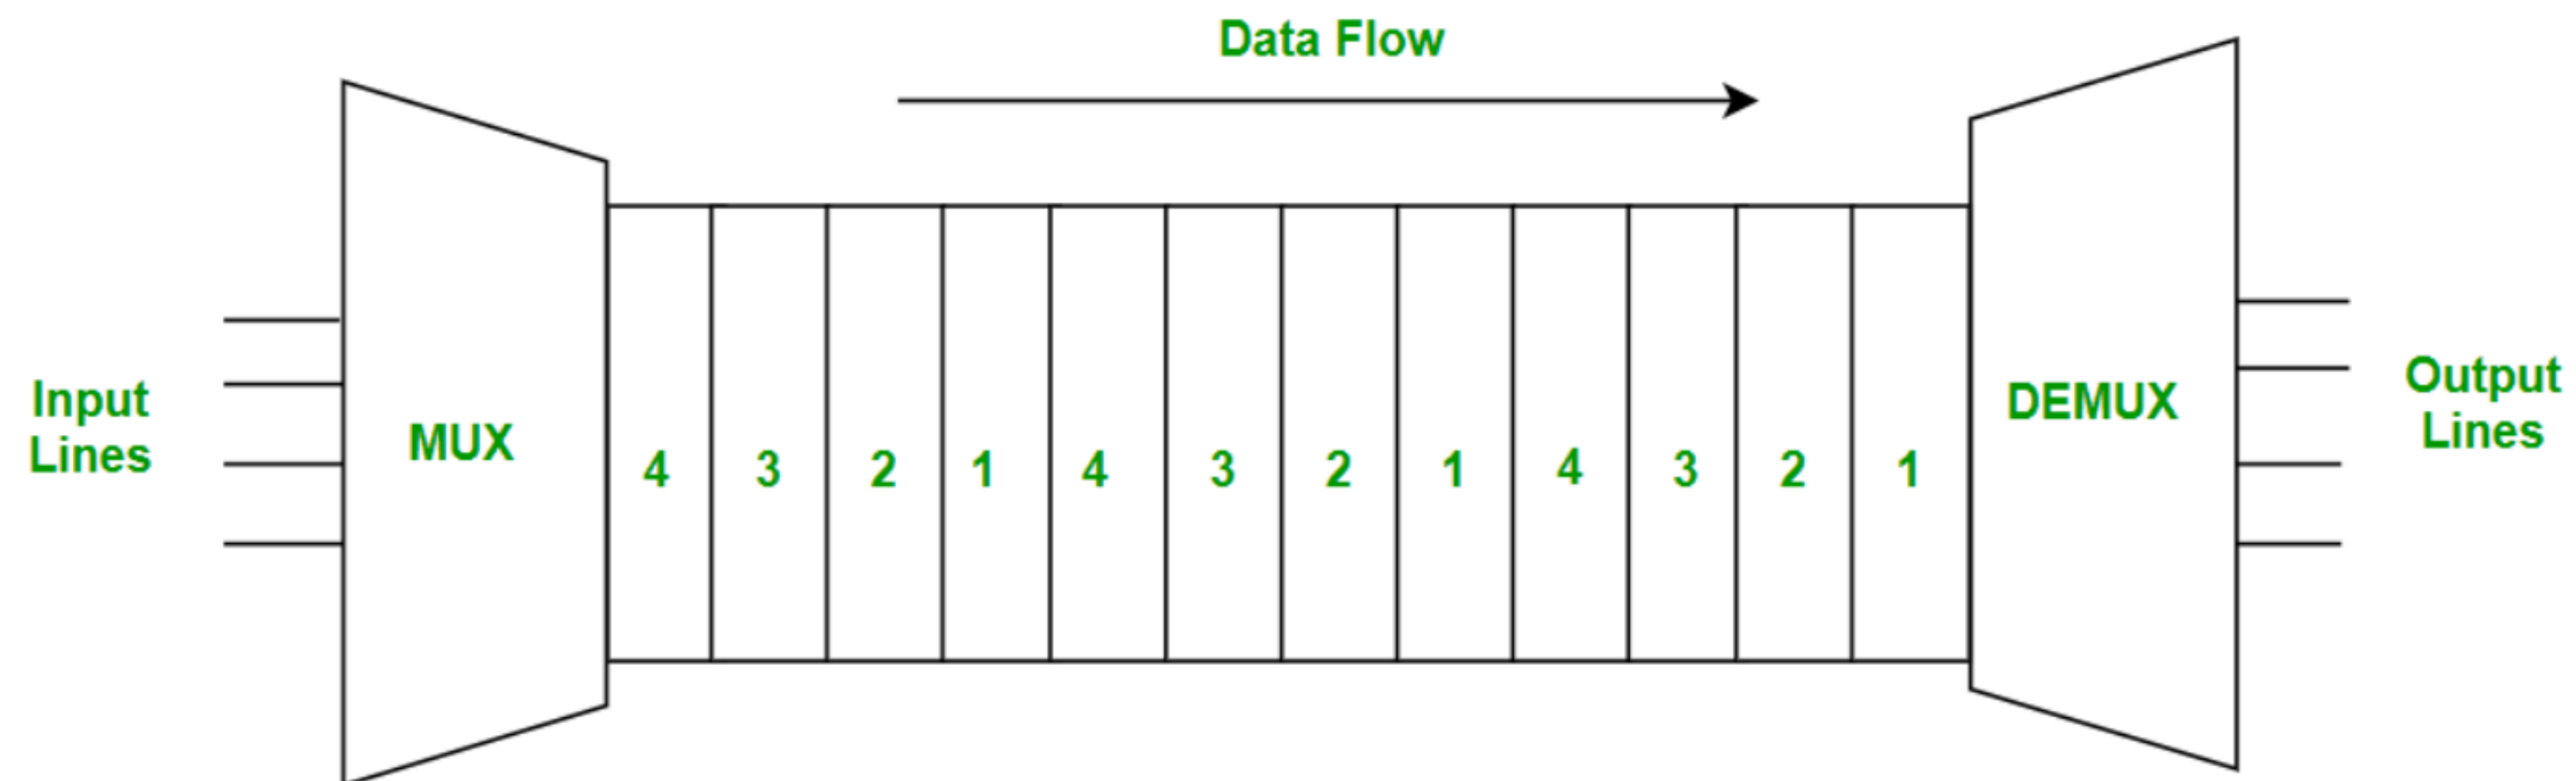 Data Flow
Input
Lines
MUX
4 3 2 1 4 3 2 1 4 3 2 1
DEMUX
Output
Lines